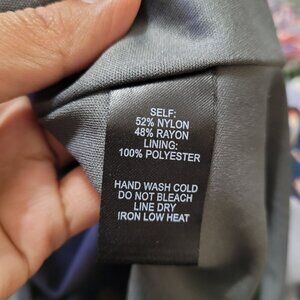 SELF:
52% NYLON
48% RAYON
LINING:
100% POLYESTER
HAND WASH COLD
DO NOT BLEACH
LINE DRY
IRON LOW HEAT